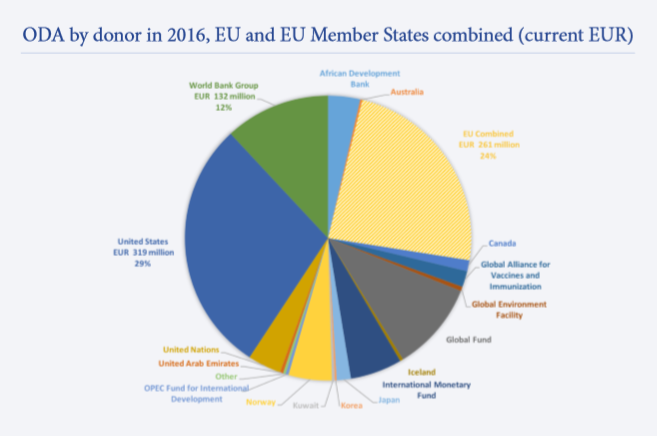 ODA by donor in 2016, EU and EU Member States combined (current EUR)
African Development
Bank
Australia
World Bank Group
EUR 132 million
12%
EU Combined
EUR 261 million
24%
United States
EUR 319 million
29%
Canada
Global Alliance for
Vaccines and
Immunization
Global Environment
Facility
Global Fund
Iceland
International Monetary
Fund
Japan
Korea
Kuwait
Norway
OPEC Fund for International
Development
Other
United Arab Emirates
United Nations